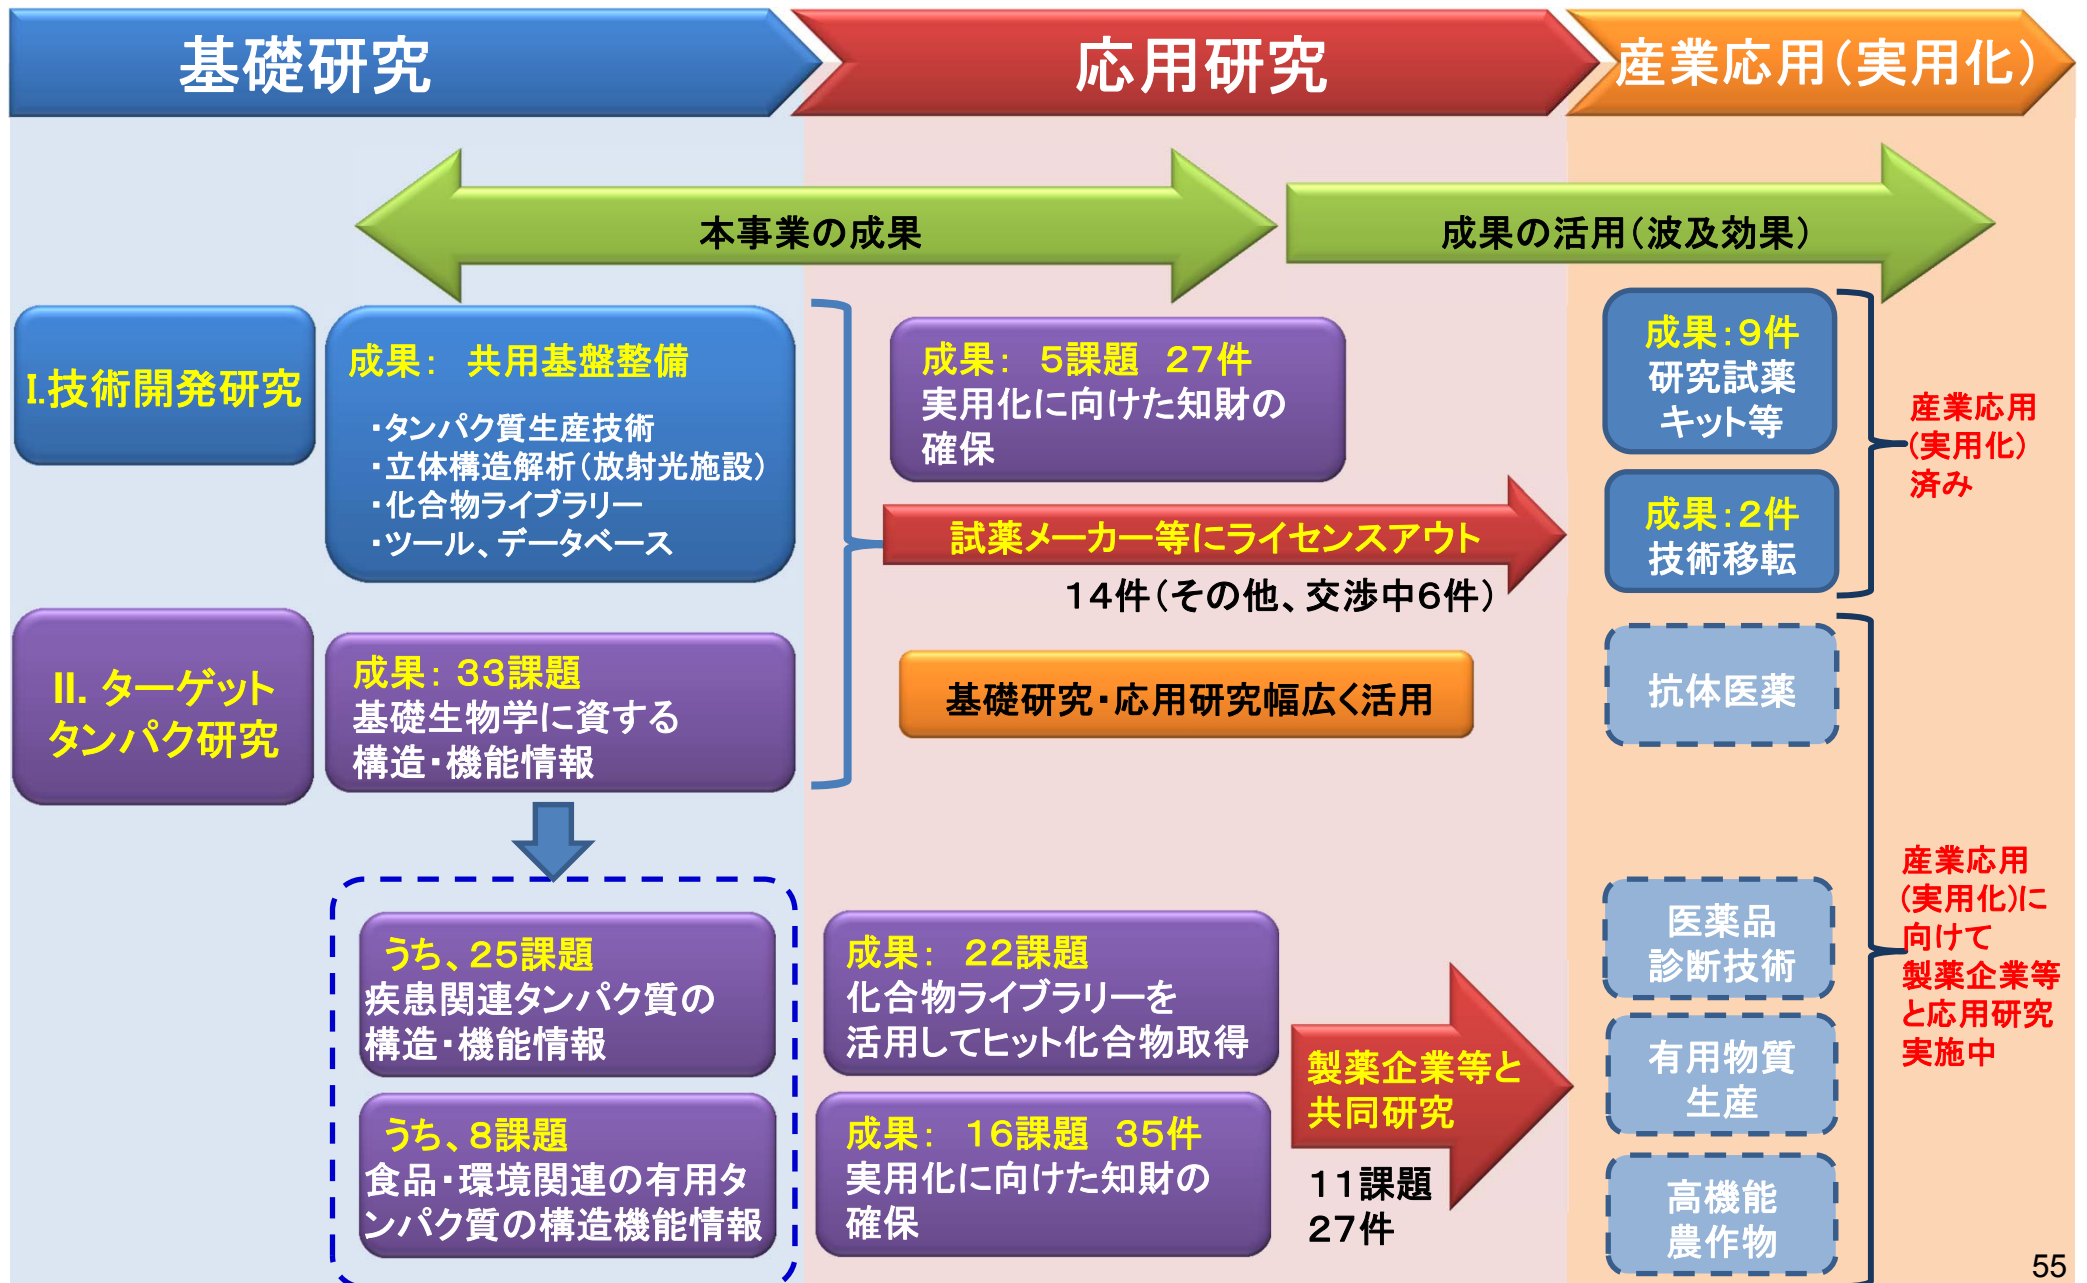 基礎研究
応用研究
産業応用(実用化)
本事業の成果
成果の活用(波及効果)
I.技術開発研究
成果: 共用基盤整備
・タンパク質生産技術
・立体構造解析(放射光施設)
・化合物ライブラリー
・ツール、データベース
成果: 5課題 27件
実用化に向けた知財の
確保
試薬メーカー等にライセンスアウト
14件(その他、交渉中6件)
成果:9件
研究試薬
キット等
成果:2件
技術移転
産業応用
(実用化)
済み
II. ターゲット
タンパク研究
成果: 33課題
基礎生物学に資する
構造・機能情報
基礎研究・応用研究幅広く活用
抗体医薬
うち、25課題
疾患関連タンパク質の
構造・機能情報
うち、8課題
食品・環境関連の有用タ
ンパク質の構造機能情報
成果: 22課題
化合物ライブラリーを
活用してヒット化合物取得
成果: 16課題 35件
実用化に向けた知財の
確保
製薬企業等と
共同研究
11課題
27件
医薬品
診断技術
有用物質
生産
高機能
農作物
産業応用
(実用化)に
向けて
製薬企業等
と応用研究
実施中
55